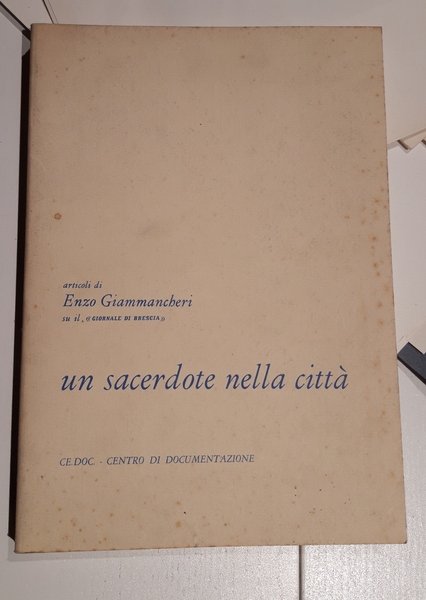 articoli di
Enzo Giammancheri
su il «GIORNALE DI BRESCIA»
un sacerdote nella città
CE.DOC. - CENTRO DI DOCUMENTAZIONE